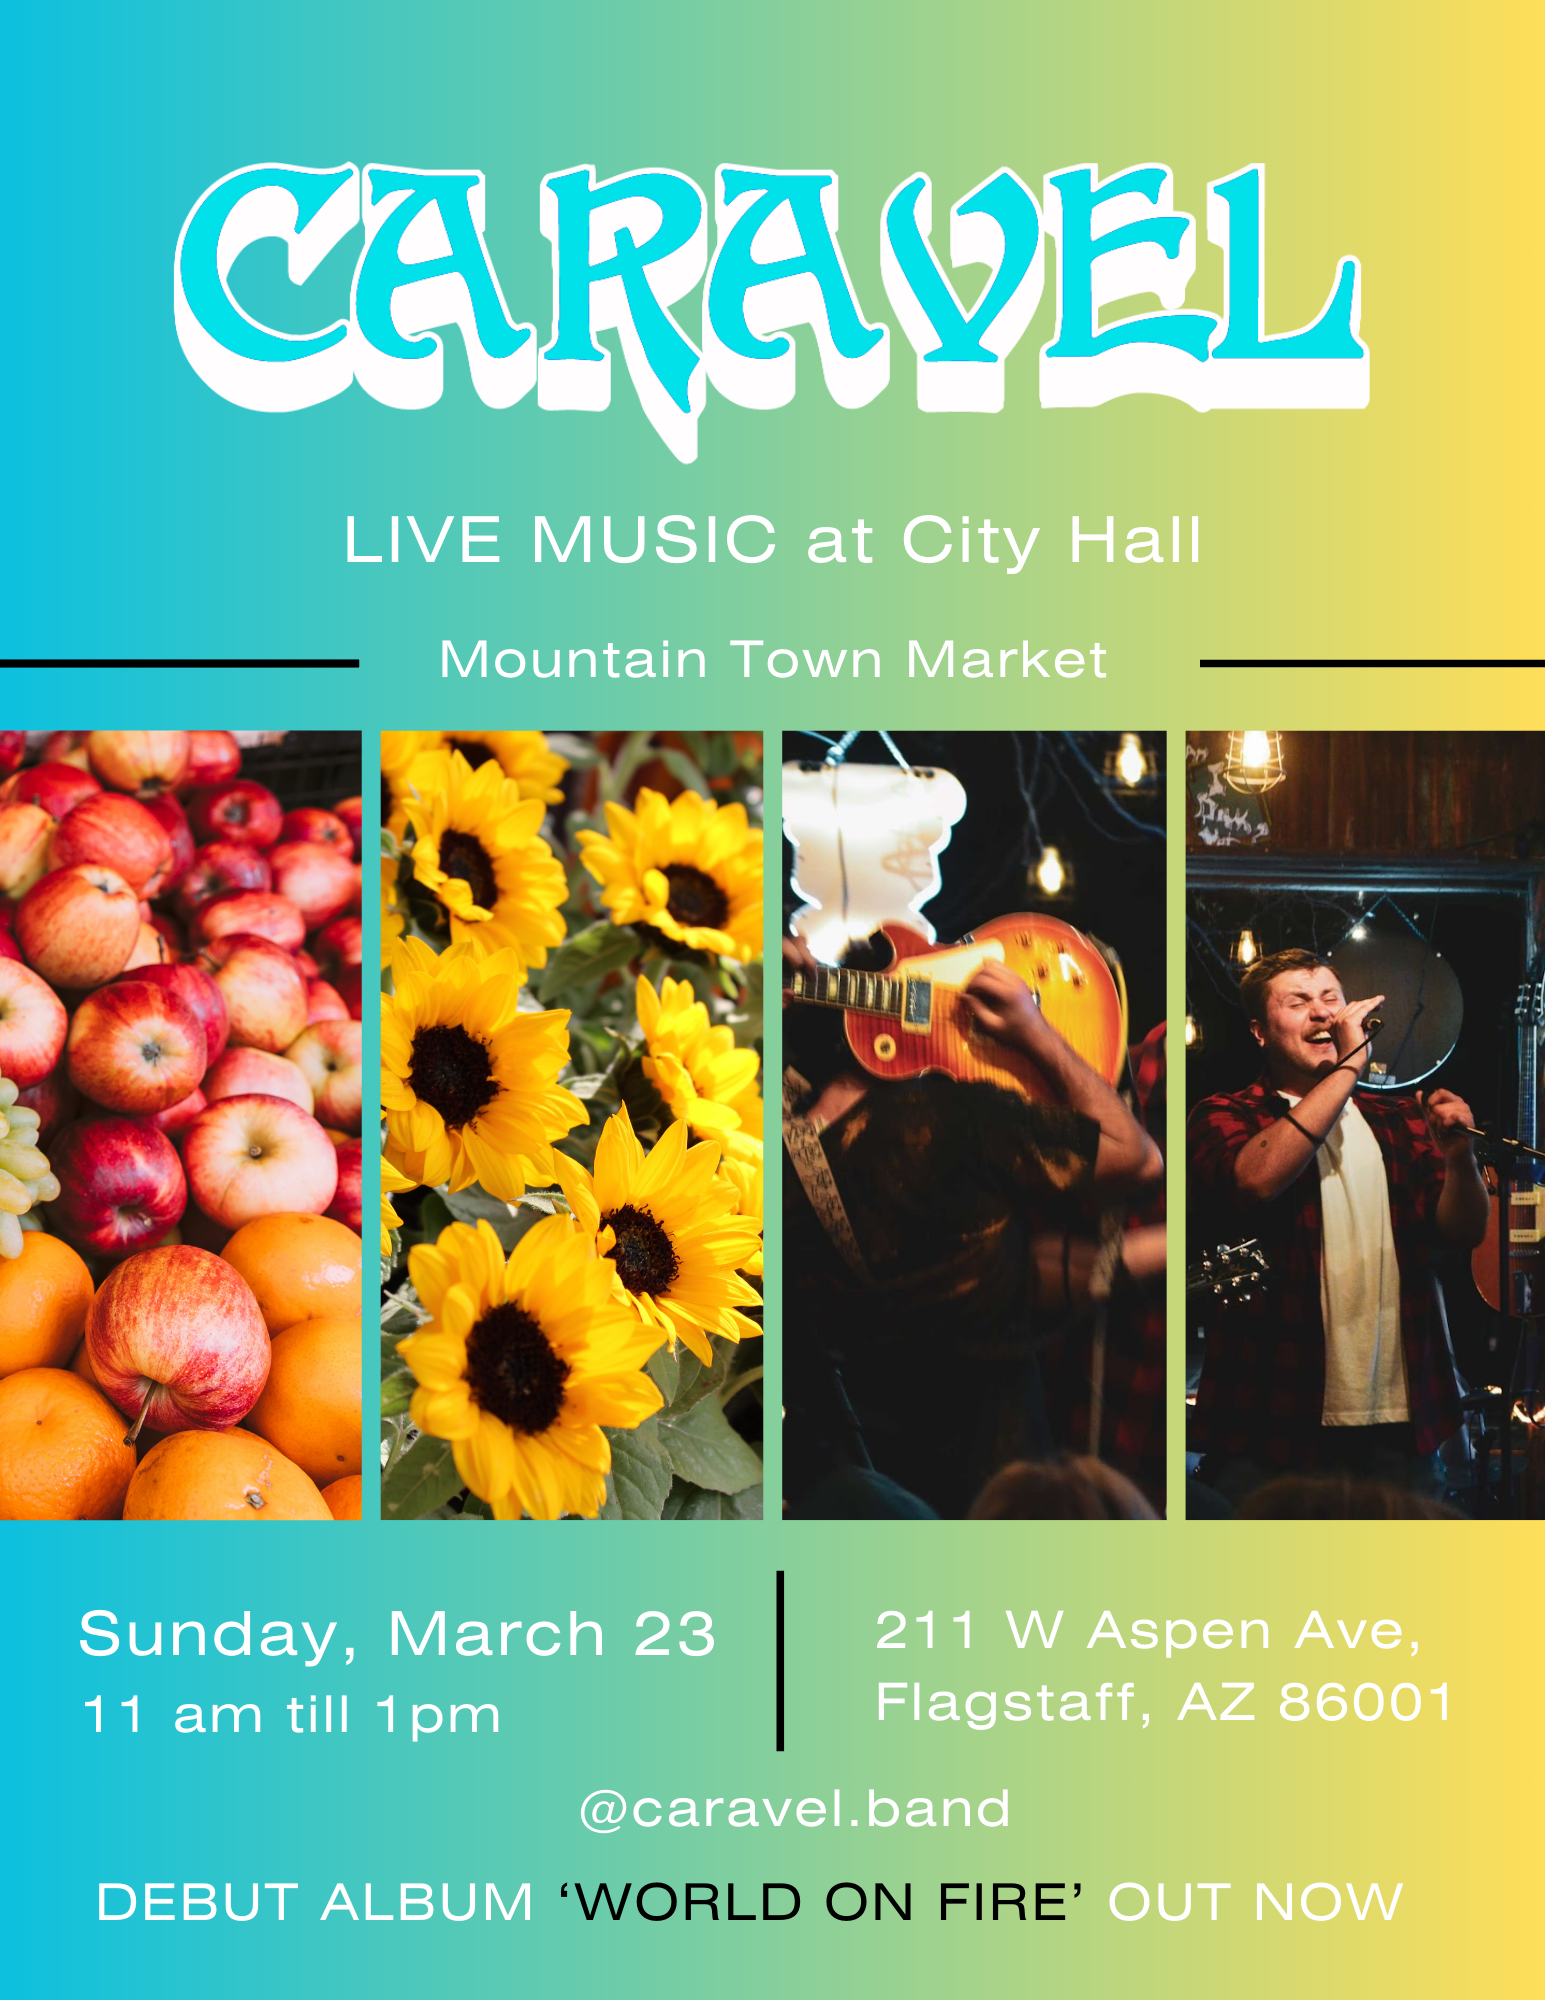 CARAVEL
LIVE MUSIC at City Hall
Mountain Town Market
Sunday, March 23
11 am till 1pm
211 W Aspen Ave,
Flagstaff, AZ 86001
@caravel.band
DEBUT ALBUM ‘WORLD ON FIRE’ OUT NOW